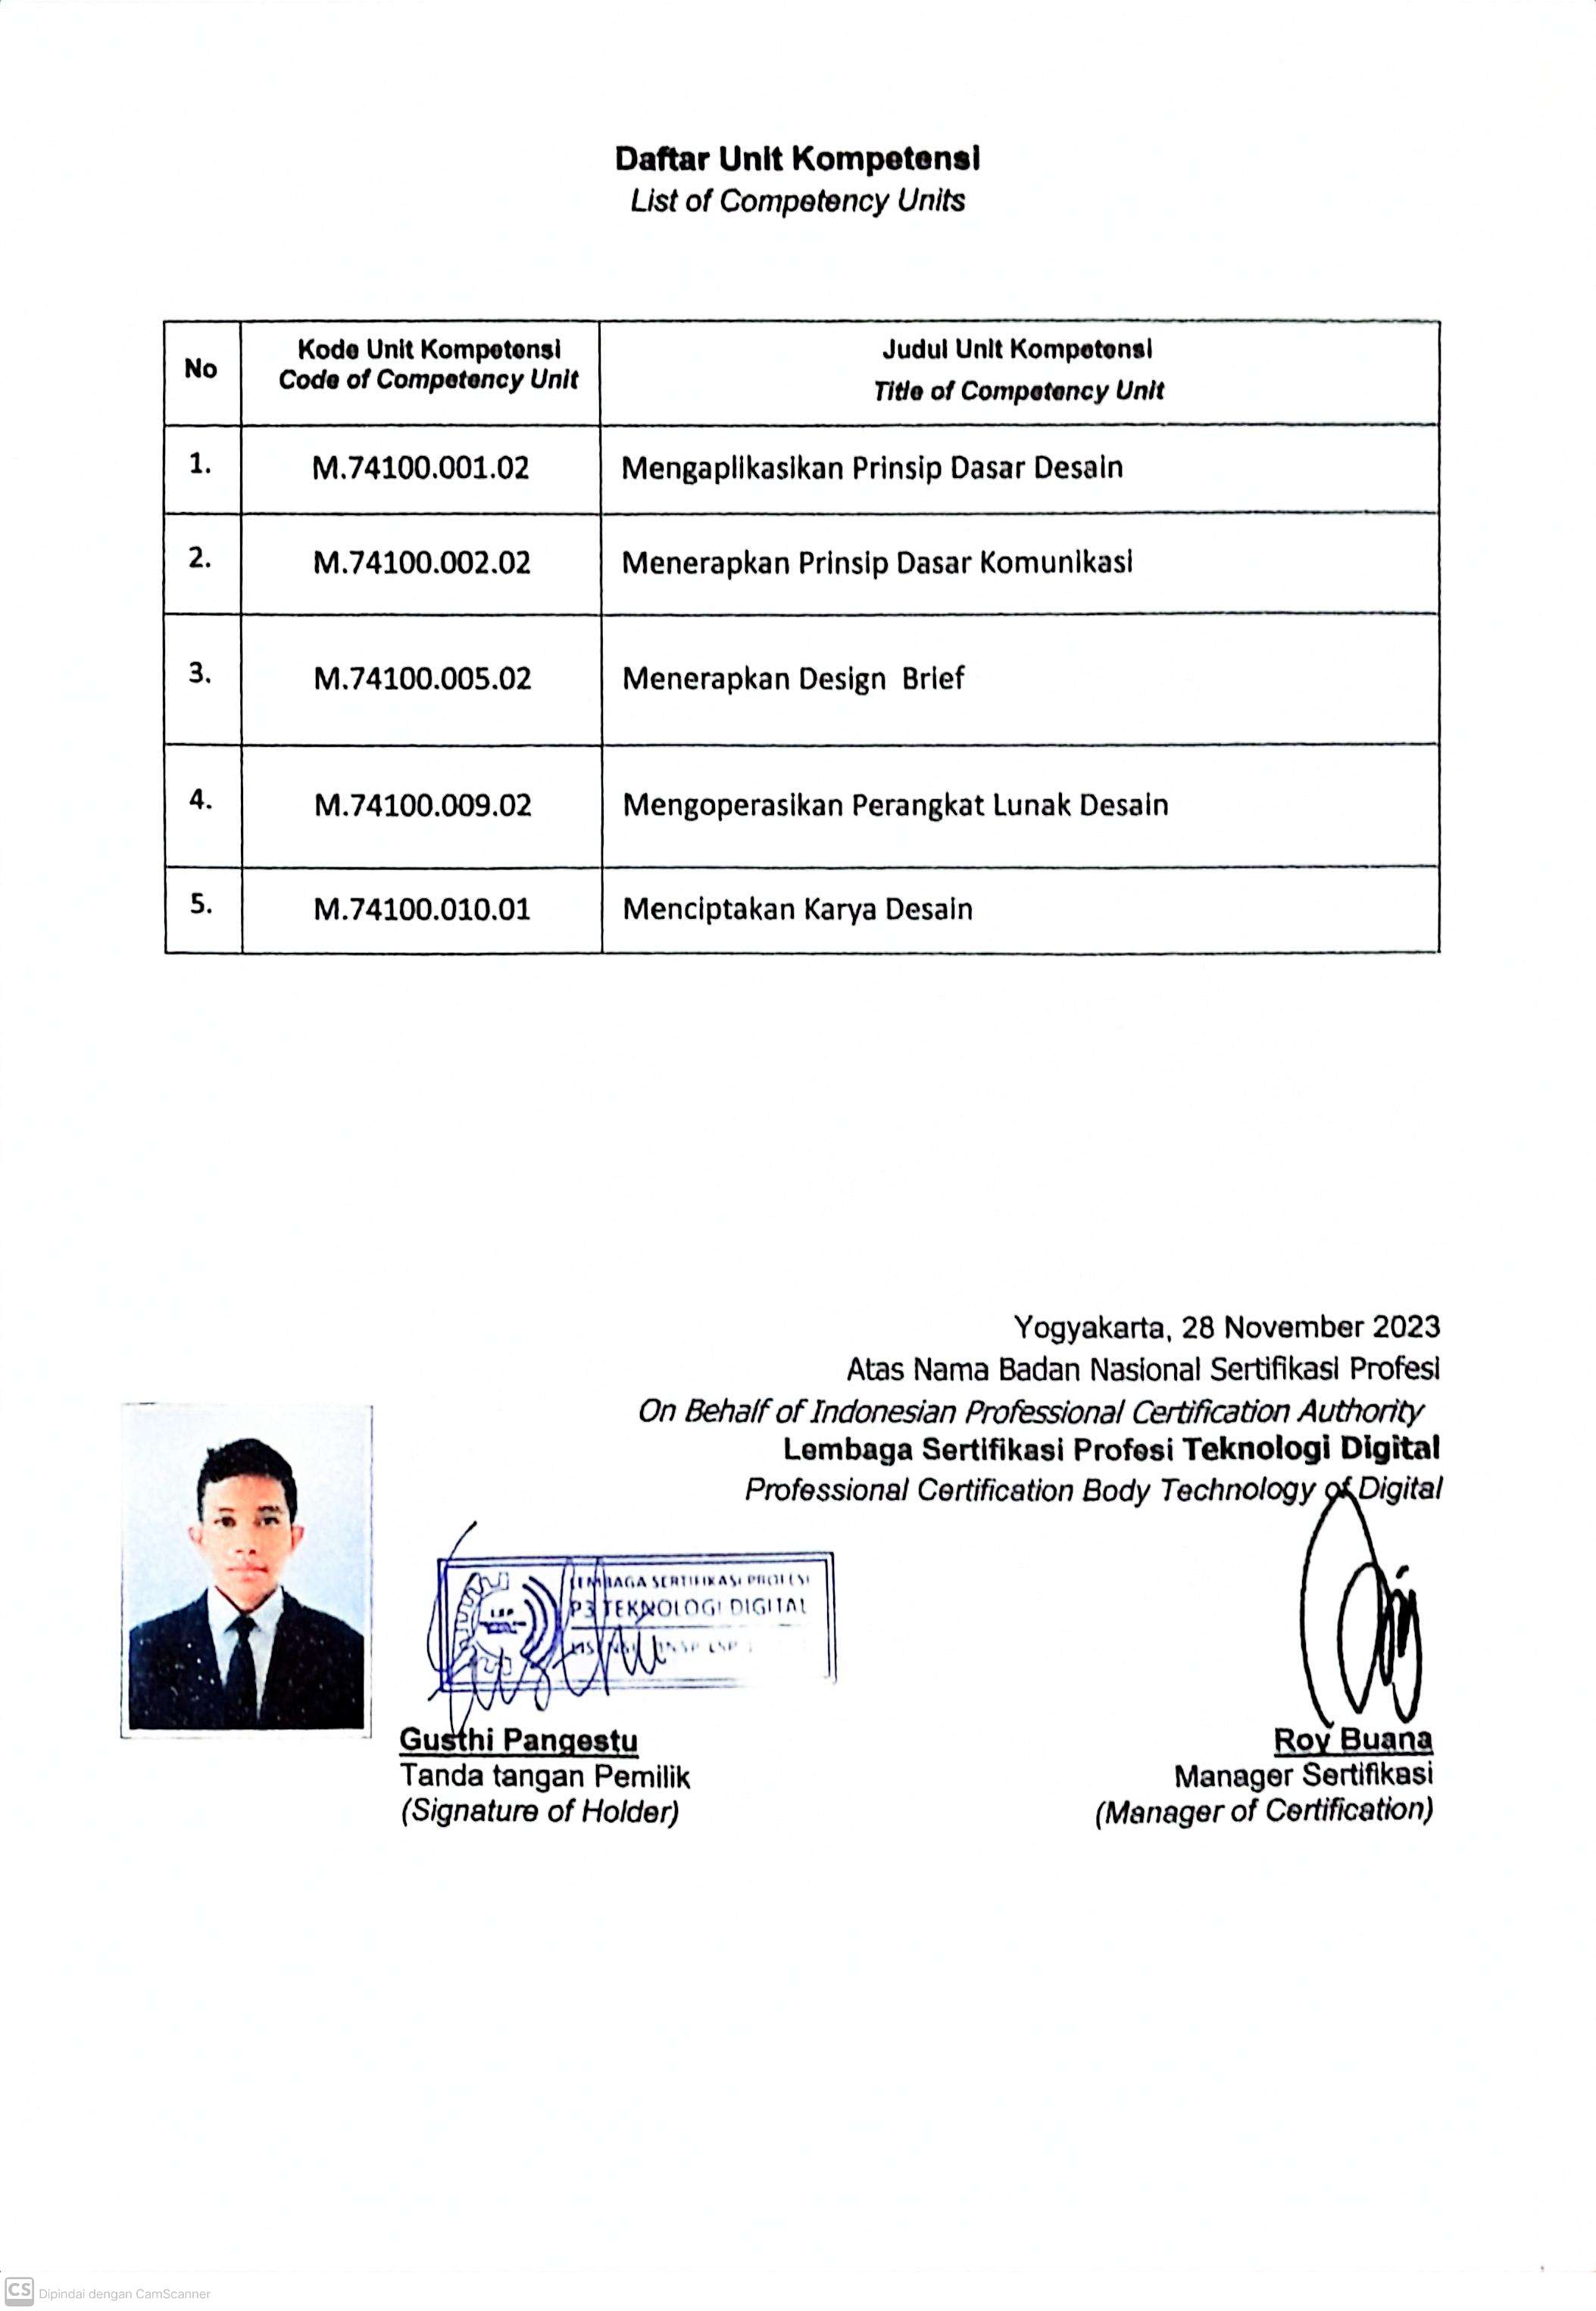 Daftar Unit Kompetensi
List of Competency Units
No
Kode Unit Kompetensi
Code of Competency Unit
Judul Unit Kompetensi
Title of Competency Unit
1. M.74100.001.02 Mengaplikasikan Prinsip Dasar Desain
2. M.74100.002.02 Menerapkan Prinsip Dasar Komunikasi
3. M.74100.005.02 Menerapkan Design Brief
4. M.74100.009.02 Mengoperasikan Perangkat Lunak Desain
5. M.74100.010.01 Menciptakan Karya Desain
Yogyakarta, 28 November 2023
Atas Nama Badan Nasional Sertifikasi Profesi
On Behalf of Indonesian Professional Certification Authority
Lembaga Sertifikasi Profesi Teknologi Digital
Professional Certification Body Technology of Digital
LEMBAGA SERTIFIKASI PROFESI
P3 TEKNOLOGI DIGITAL
LSP
Gusthi Pangestu
Tanda tangan Pemilik
(Signature of Holder)
Roy Buana
Manager Sertifikasi
(Manager of Certification)
CS Dipindai dengan CamScanner